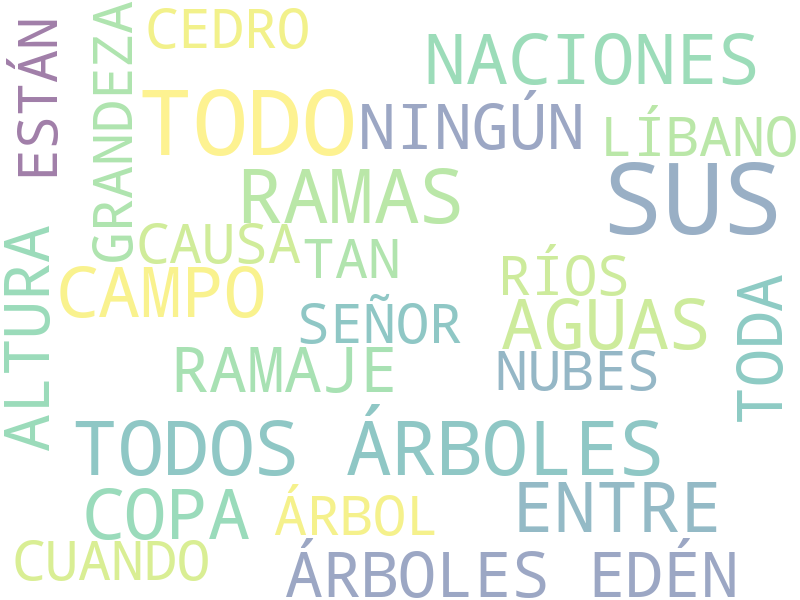 CEDRO
ESTÁN
GRANDEZA
NACIONES
TODO
NINGÚN
LÍBANO
RAMAS
SUS
CAUSA
TAN
RÍOS
CAMPO
ALTURA
SEÑOR
AGUAS
TODA
RAMAJE
NUBES
TODOS ÁRBOLES
COPA
ÁRBOL
ENTRE
CUANDO
ÁRBOLES EDÉN